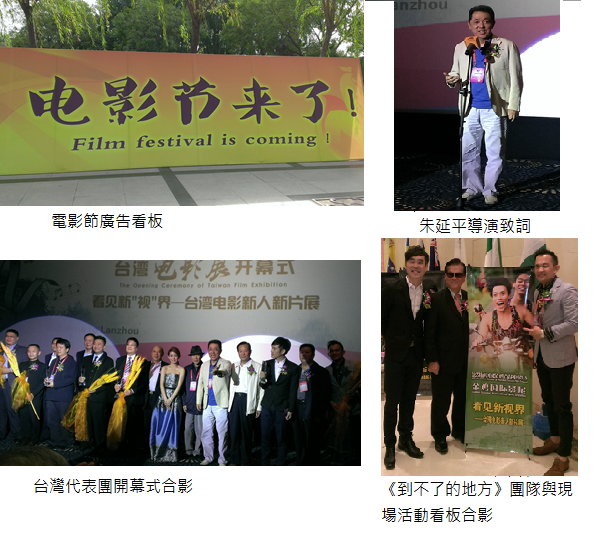 电影节来了!
Film festival is coming !
電影節廣告看板
Lanzhou
朱延平導演致詞
台湾电影展开幕式
The Opening Ceremony of Taiwan Film Exhibition
看见新"视"界—台湾电影新人新片展
Lanzhou
台灣代表團開幕式合影
看见新视界
《到不了的地方》團隊與現
場活動看板合影